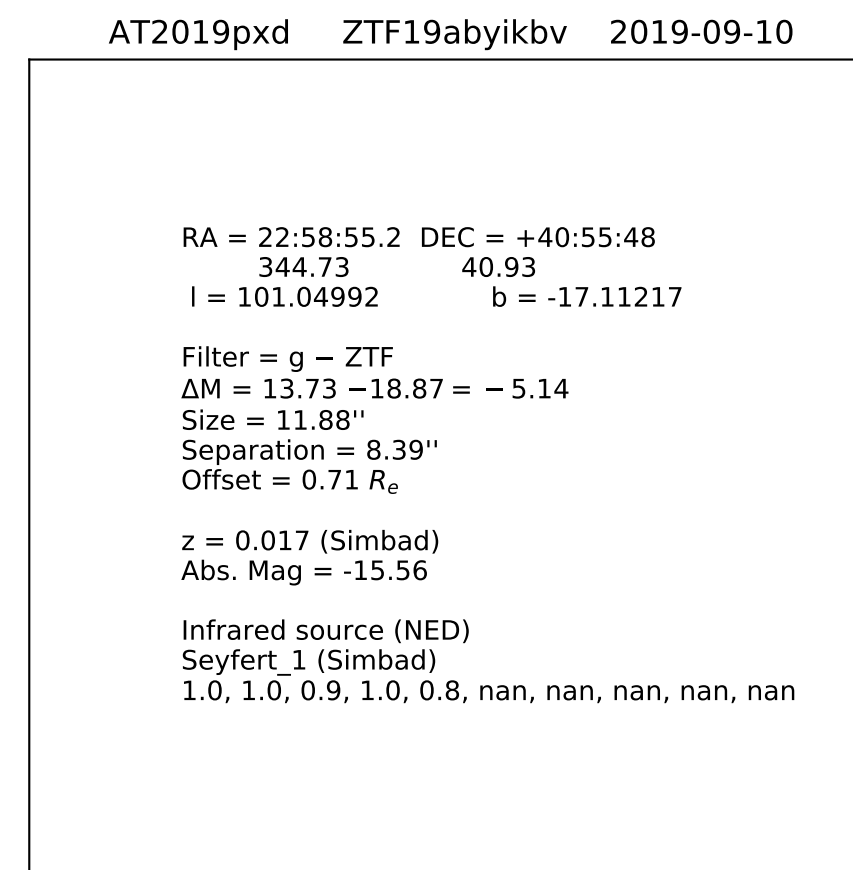 AT2019pxd ZTF19abyikbv 2019-09-10
RA = 22:58:55.2 DEC = +40:55:48
344.73 40.93
l = 101.04992 b = -17.11217
Filter = g − ZTF
ΔM = 13.73 −18.87 = −5.14
Size = 11.88''
Separation = 8.39''
Offset = 0.71 Re
z = 0.017 (Simbad)
Abs. Mag = -15.56
Infrared source (NED)
Seyfert_1 (Simbad)
1.0, 1.0, 0.9, 1.0, 0.8, nan, nan, nan, nan, nan